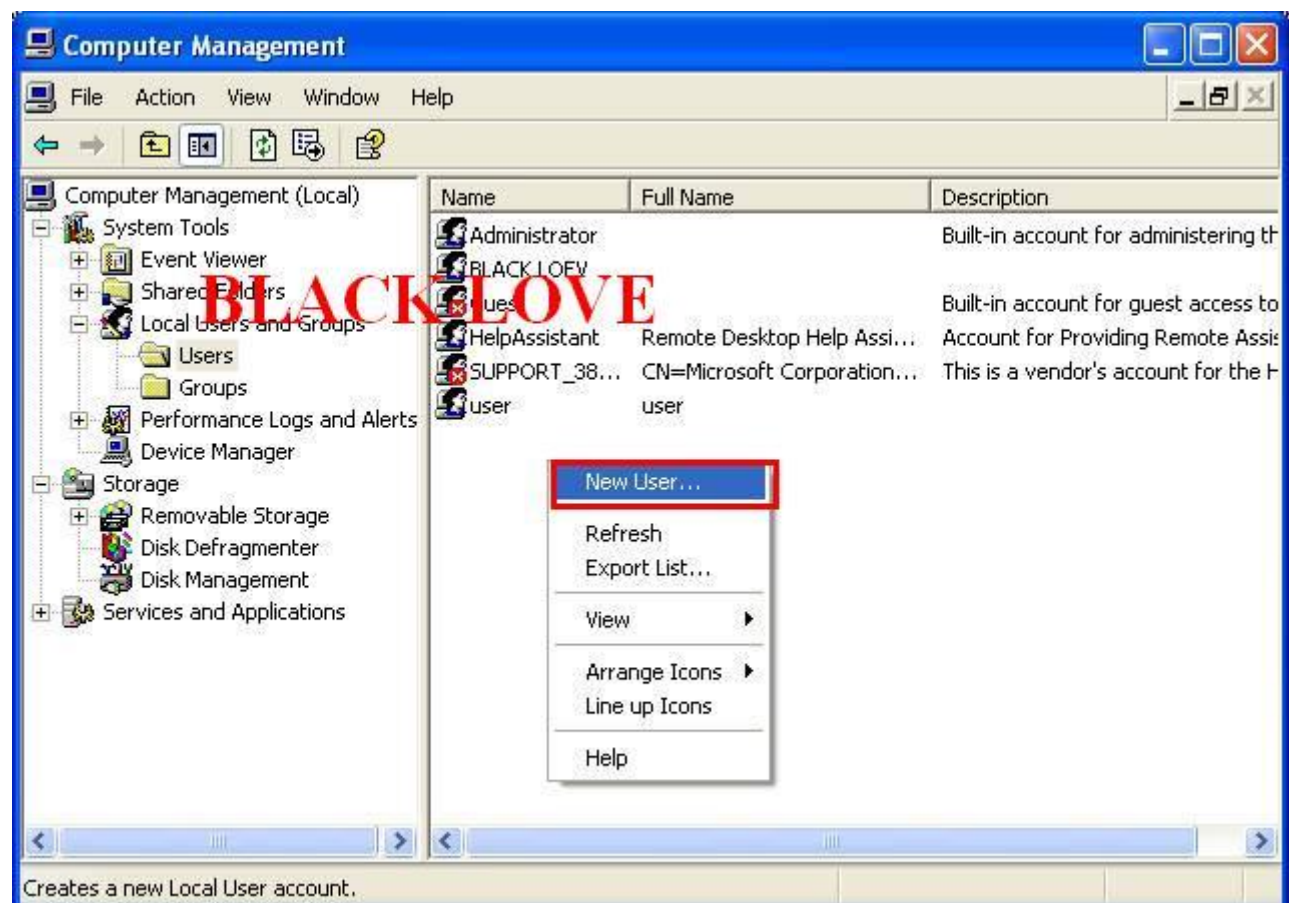 Computer Management
File Action View Window Help
Computer Management (Local)
System Tools
Event Viewer
Shared Folders
Local Users and Groups
Users
Groups
Performance Logs and Alerts
Device Manager
Storage
Removable Storage
Disk Defragmenter
Disk Management
Services and Applications
BLACK LOVE
Name Full Name Description
Administrator Built-in account for administering th
BLACK LOEV
Guest Built-in account for guest access to
HelpAssistant Remote Desktop Help Assi... Account for Providing Remote Assis
SUPPORT_38... CN=Microsoft Corporation... This is a vendor's account for the H
user user
New User...
Refresh
Export List...
View
Arrange Icons
Line up Icons
Help
Creates a new Local User account.